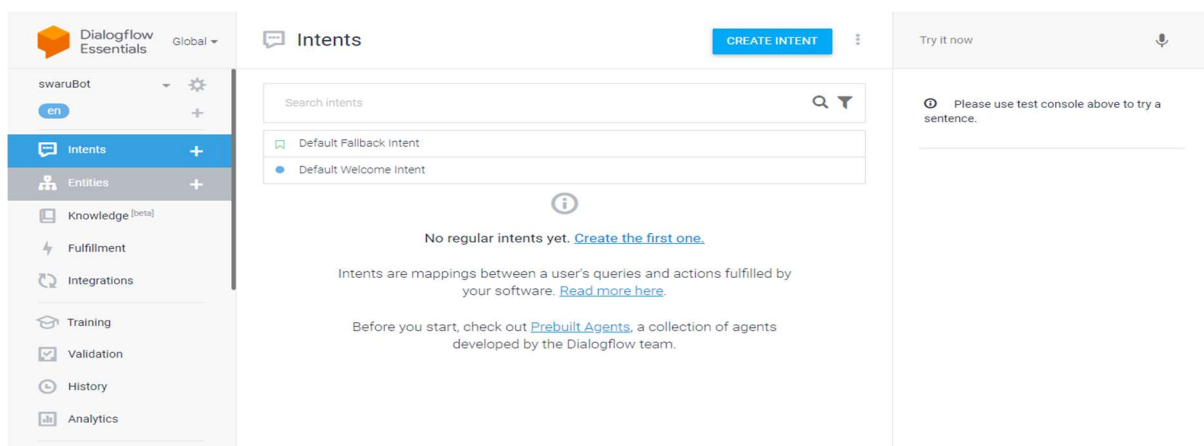 Dialogflow
Essentials
Global
swaruBot
en
Intents
Entities
Knowledge [beta]
Fulfillment
Integrations
Training
Validation
History
Analytics
Intents
CREATE INTENT
Search intents
Default Fallback Intent
Default Welcome Intent
No regular intents yet. Create the first one.
Intents are mappings between a user's queries and actions fulfilled by
your software. Read more here.
Before you start, check out Prebuilt Agents, a collection of agents
developed by the Dialogflow team.
Try it now
Please use test console above to try a
sentence.